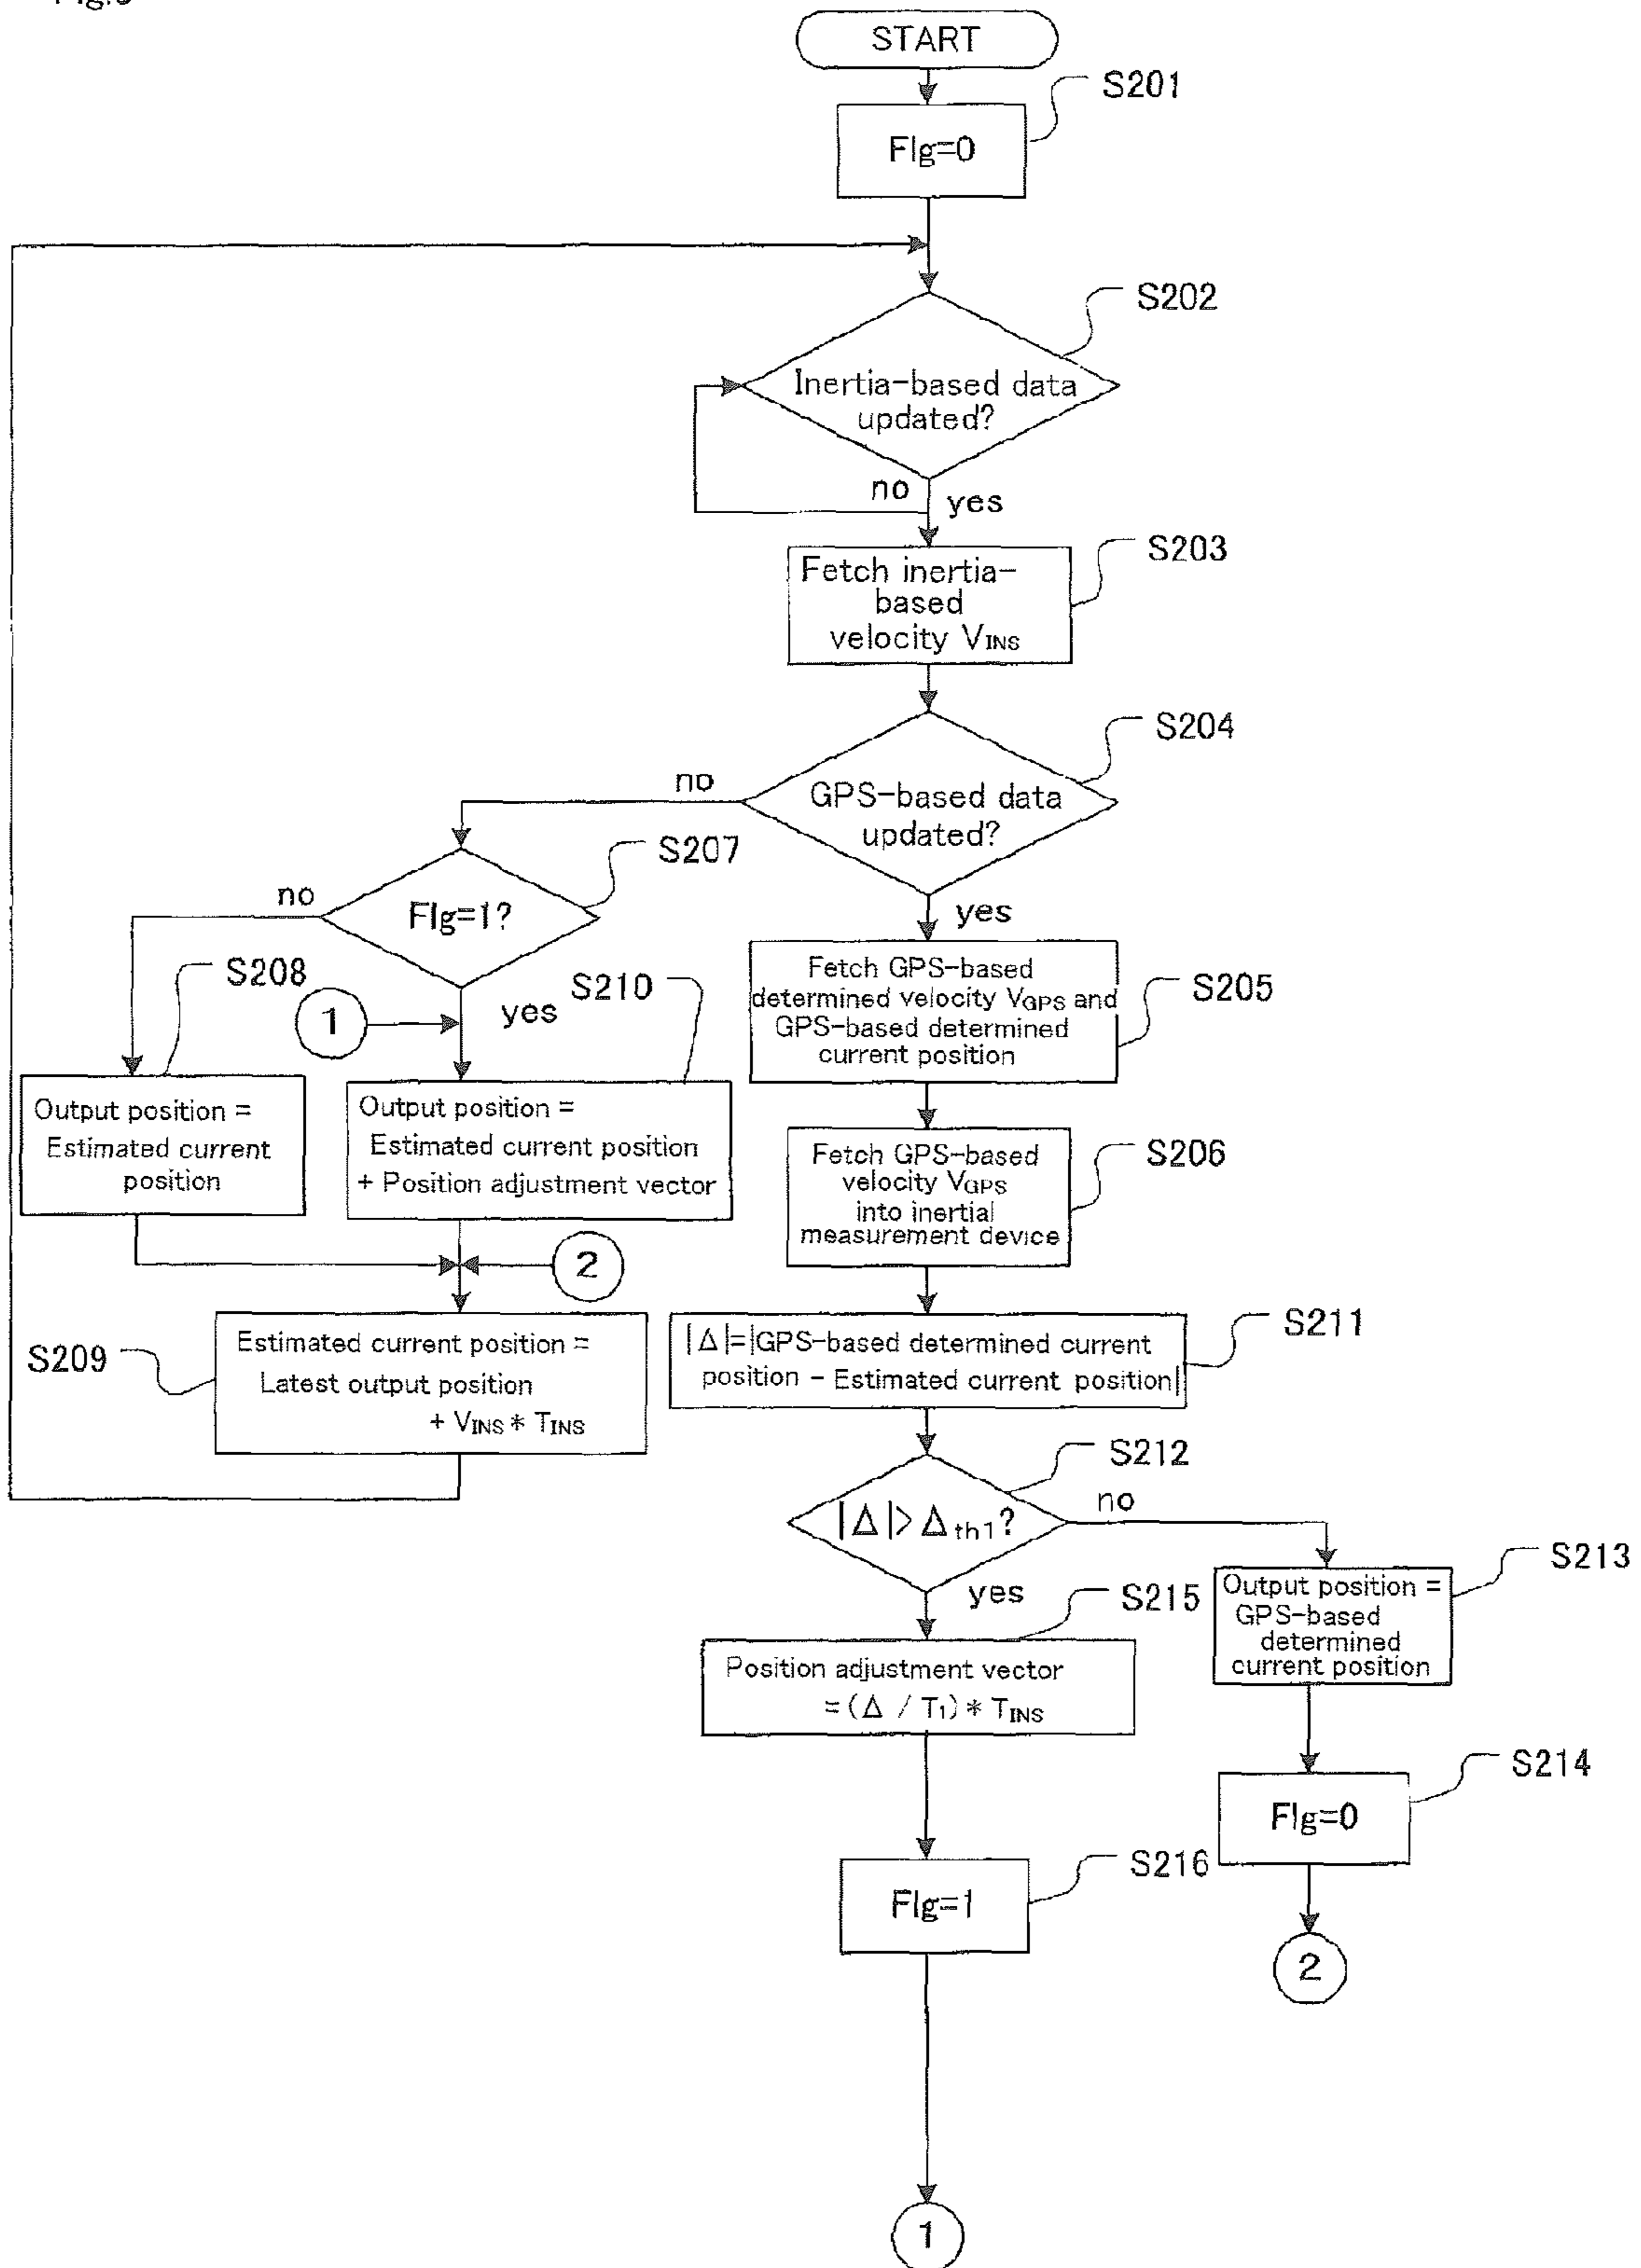 START
S201
Flg=0
S202
Inertia-based data
updated?
no
yes
S203
Fetch inertia-
based
velocity VINS
S204
GPS-based data
updated?
no
yes
S207
Flg=1?
no
yes
S208
Output position =
Estimated current
position
1
S210
Output position =
Estimated current position
+ Position adjustment vector
2
S209
Estimated current position =
Latest output position
+ VINS * TINS
S205
Fetch GPS-based
determined velocity VGPS and
GPS-based determined
current position
S206
Fetch GPS-based
velocity VGPS
into inertial
measurement device
S211
|Δ|=|GPS-based determined current
position - Estimated current position|
S212
|Δ|> Δth1?
no
yes
S213
Output position =
GPS-based
determined
current position
S214
Flg=0
2
S215
Position adjustment vector
=(Δ / T1) * TINS
S216
Flg=1
1